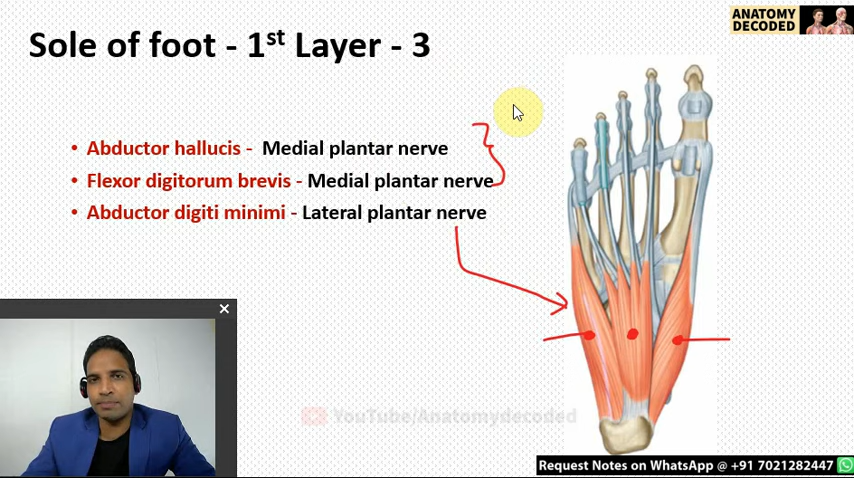 ANATOMY
DECODED
Sole of foot - 1st Layer - 3
• Abductor hallucis - Medial plantar nerve
• Flexor digitorum brevis - Medial plantar nerve
• Abductor digiti minimi - Lateral plantar nerve
YouTube/Anatomydecoded
Request Notes on WhatsApp @ +91 7021282447